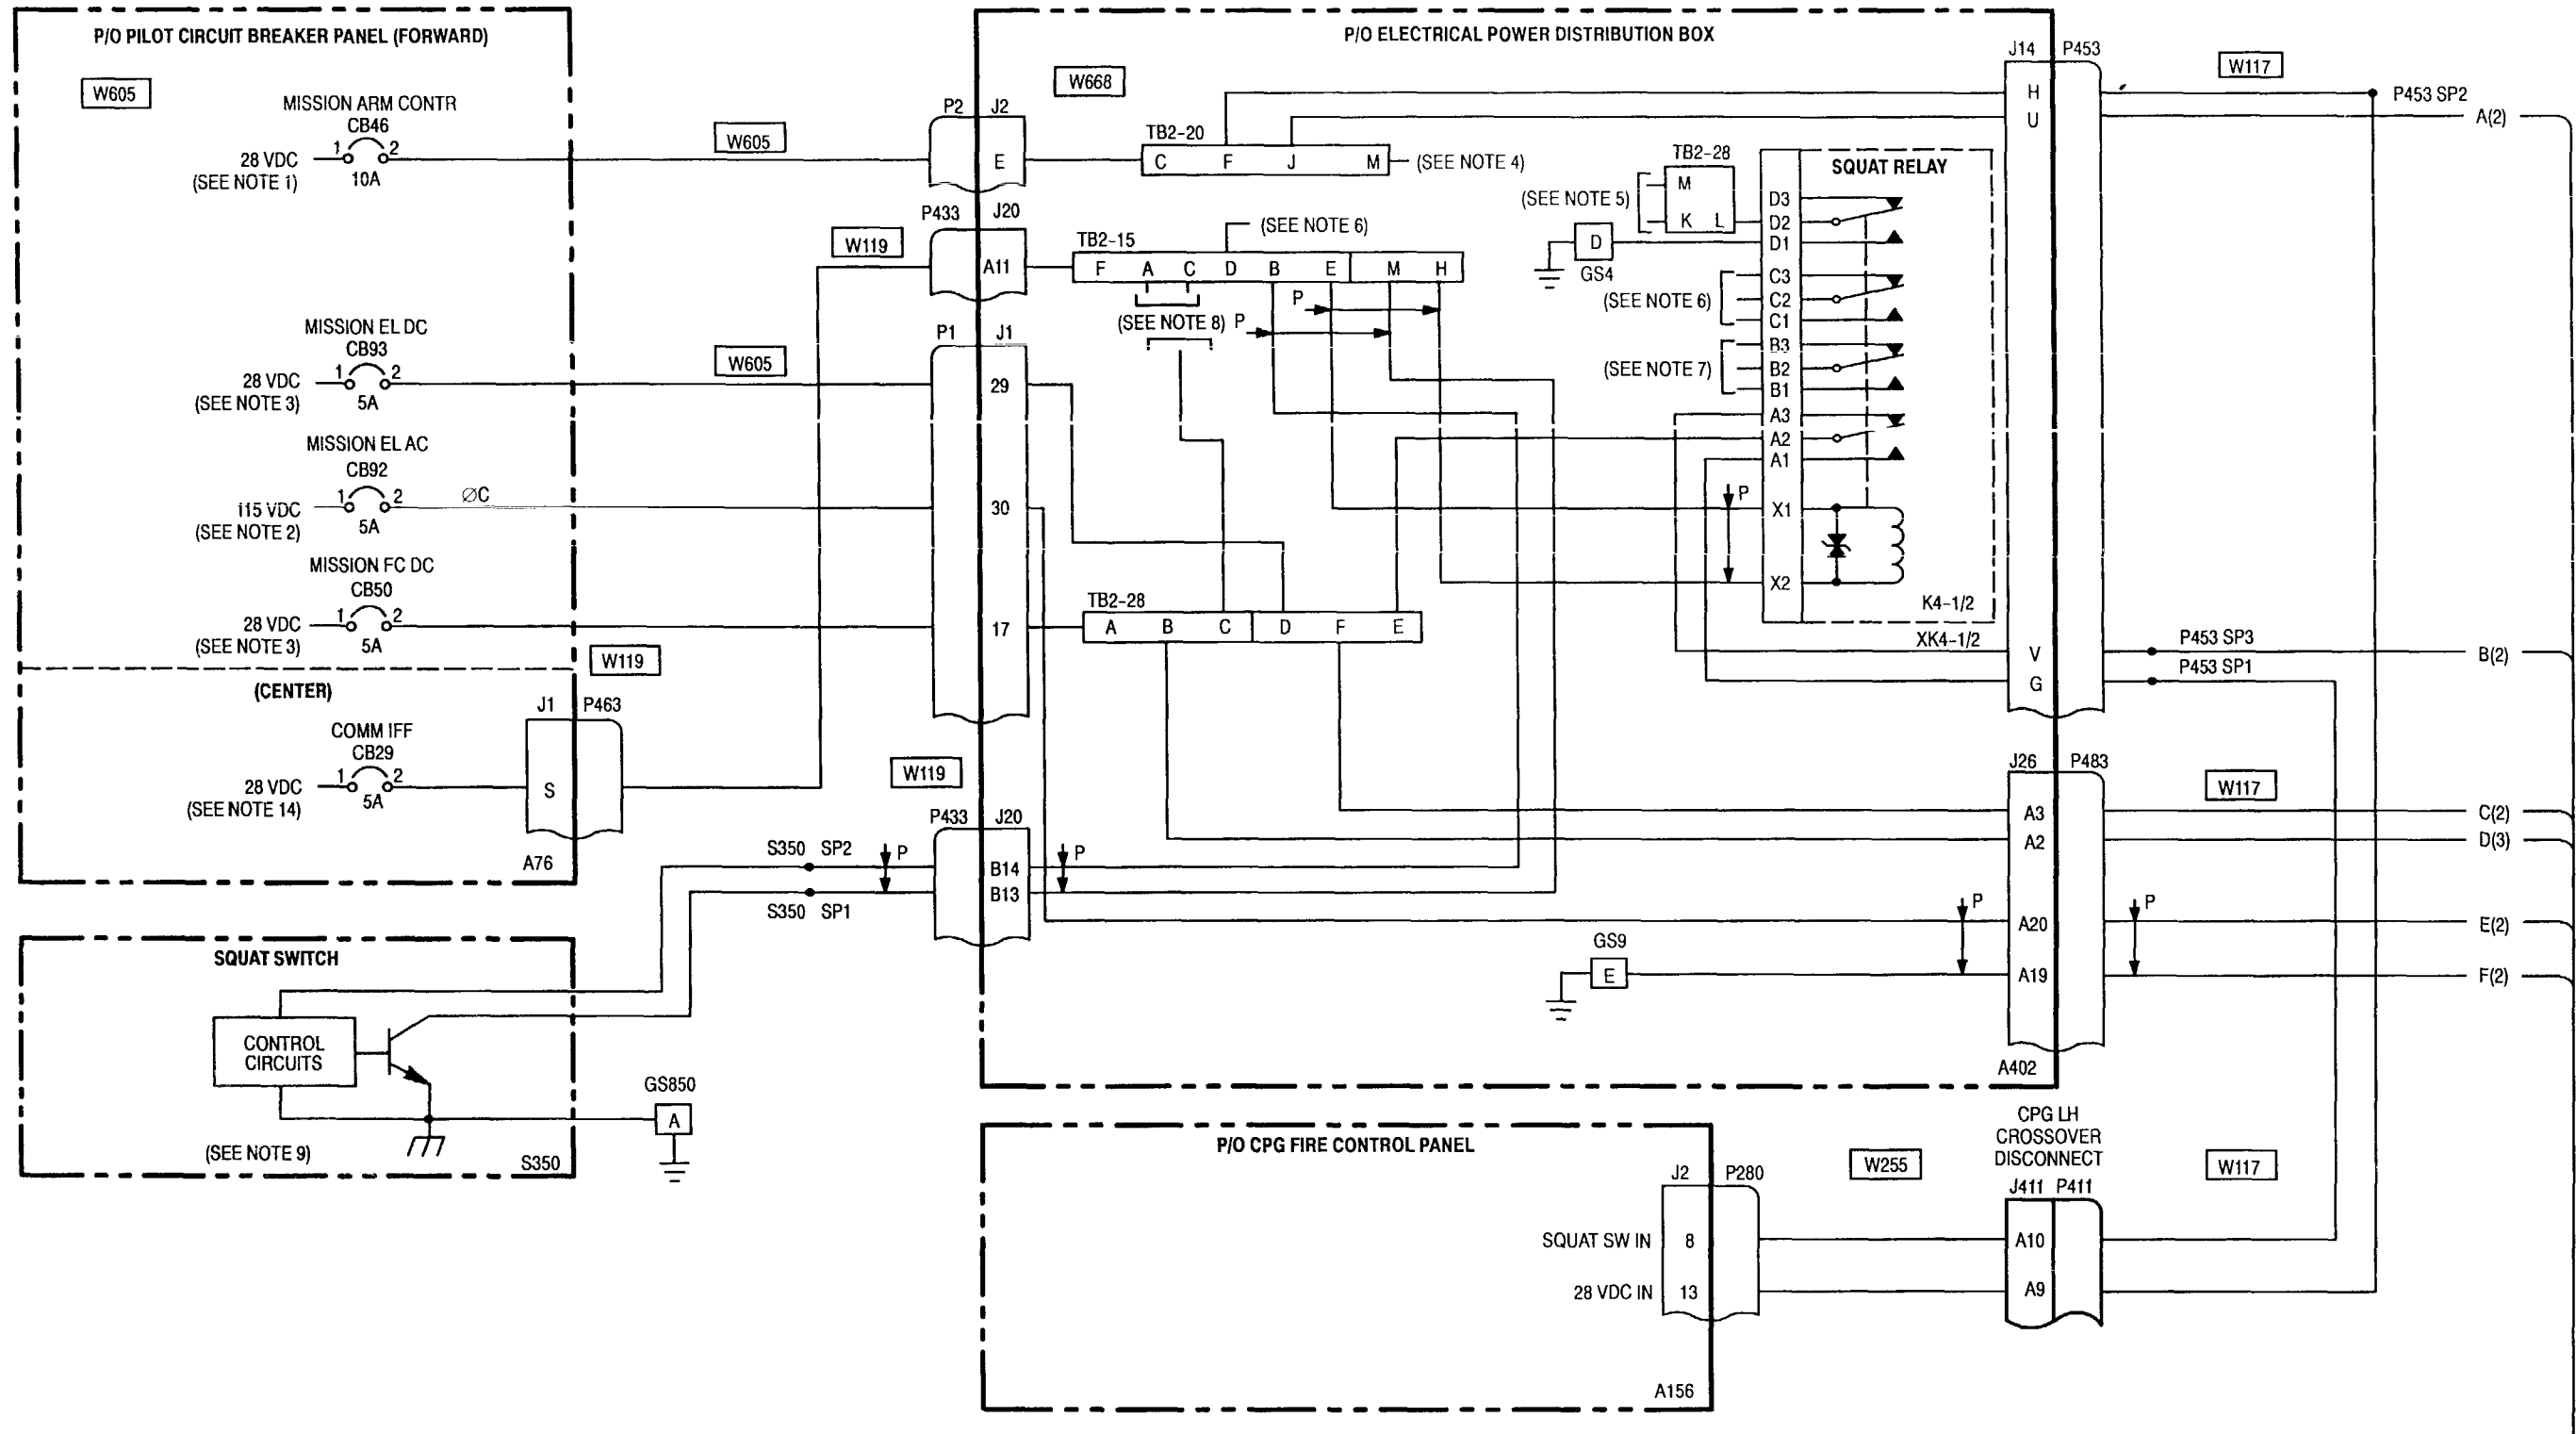 P/O PILOT CIRCUIT BREAKER PANEL (FORWARD)
W605
MISSION ARM CONTR
CB46
1 2
28 VDC
(SEE NOTE 1)
10A
MISSION EL DC
CB93
1 2
28 VDC
(SEE NOTE 3)
5A
MISSION EL AC
CB92
1 2
ØC
115 VDC
(SEE NOTE 2)
5A
MISSION FC DC
CB50
1 2
28 VDC
(SEE NOTE 3)
5A
(CENTER)
COMM IFF
CB29
1 2
28 VDC
(SEE NOTE 14)
5A
J1 P463
S
A76
W119
W605
W119
W605
W119
SQUAT SWITCH
CONTROL
CIRCUITS
(SEE NOTE 9)
S350
GS850
A
S350 SP2
S350 SP1
P
P/O ELECTRICAL POWER DISTRIBUTION BOX
W668
P2 J2
E
P433 J20
A11
P1 J1
29
30
17
P433 J20
B14
B13
P
TB2-20
C F J M
(SEE NOTE 4)
TB2-15
(SEE NOTE 6)
F A C D B E M H
(SEE NOTE 8)
P
P
TB2-28
A B C D F E
TB2-28
M
K L
(SEE NOTE 5)
D
GS4
(SEE NOTE 6)
(SEE NOTE 7)
SQUAT RELAY
D3
D2
D1
C3
C2
C1
B3
B2
B1
A3
A2
A1
X1
X2
P
K4-1/2
XK4-1/2
J14 P453
H
U
V
G
W117
P453 SP2
A(2)
P453 SP3
B(2)
P453 SP1
J26 P483
W117
A3
A2
A20
A19
P
P
C(2)
D(3)
E(2)
F(2)
GS9
E
A402
P/O CPG FIRE CONTROL PANEL
J2 P280
SQUAT SW IN 8
28 VDC IN 13
A156
W255
CPG LH
CROSSOVER
DISCONNECT
J411 P411
A10
A9
W117